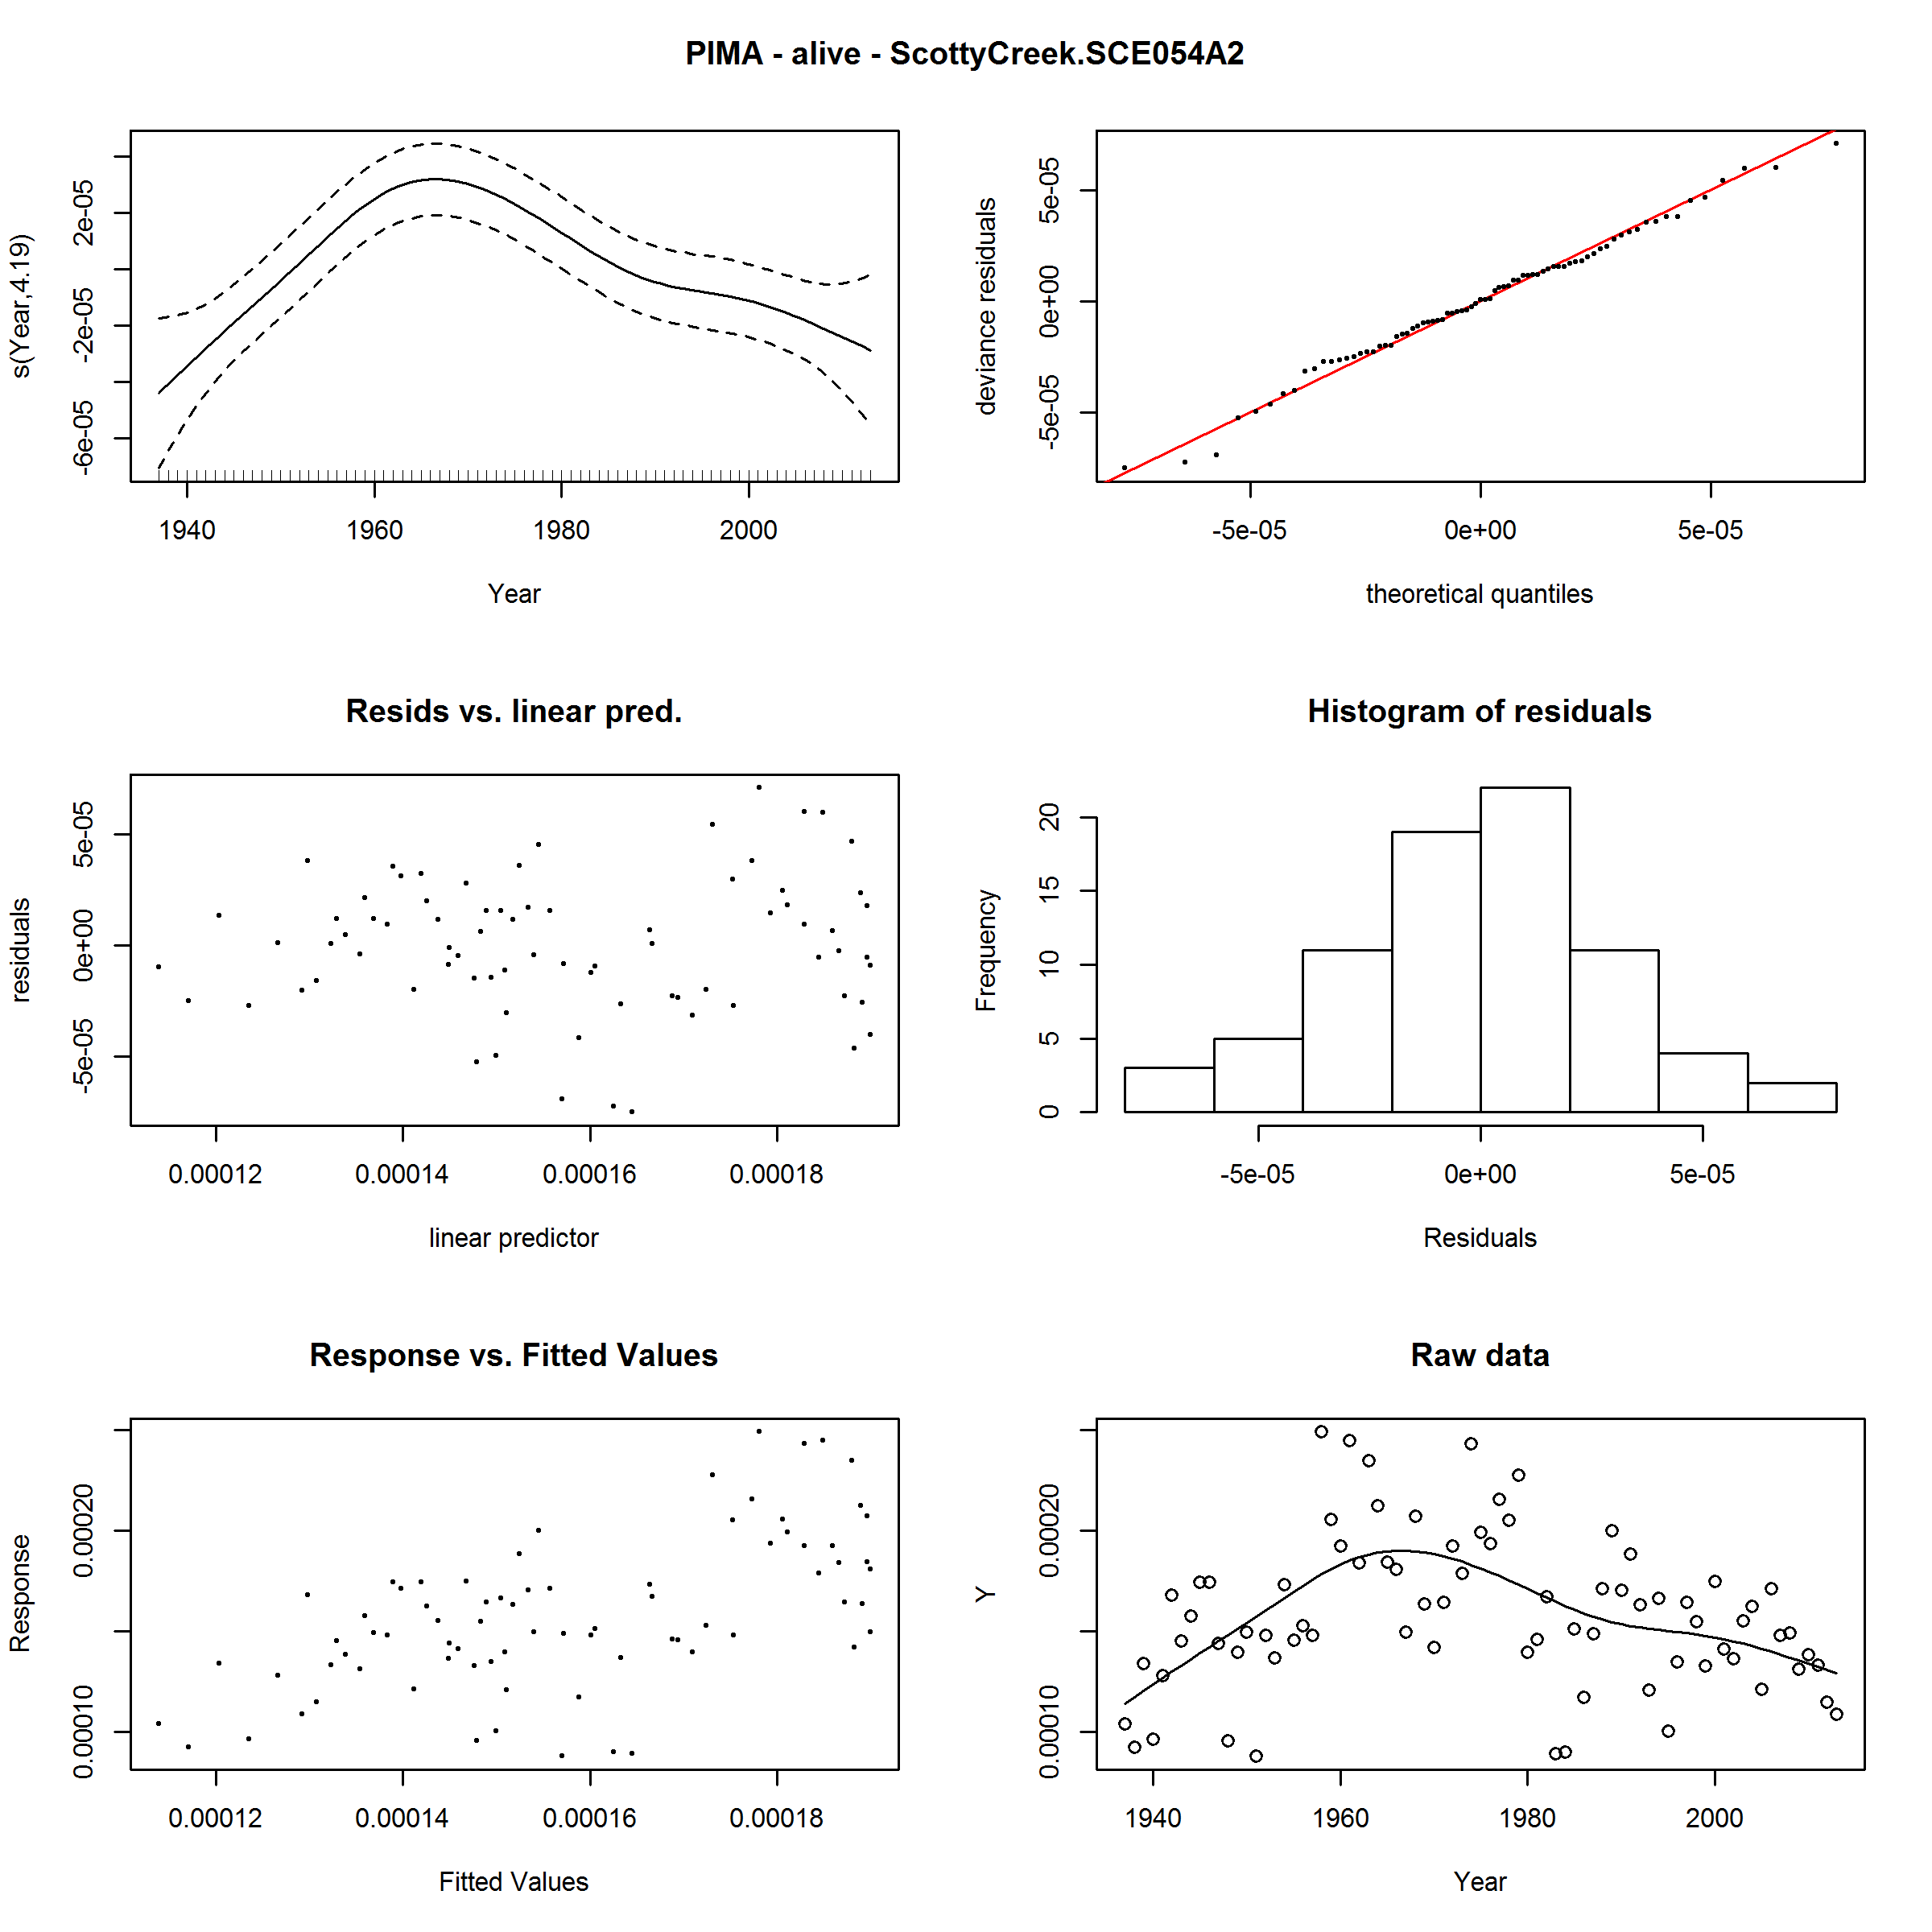 PIMA - alive - ScottyCreek.SCE054A2
s(Year,4.19)
-6e-05 -2e-05 2e-05
1940 1960 1980 2000
Year
deviance residuals
-5e-05 0e+00 5e-05
-5e-05 0e+00 5e-05
theoretical quantiles
Resids vs. linear pred.
residuals
-5e-05 0e+00 5e-05
0.00012 0.00014 0.00016 0.00018
linear predictor
Histogram of residuals
Frequency
0 5 10 15 20
-5e-05 0e+00 5e-05
Residuals
Response vs. Fitted Values
Response
0.00010 0.00020
0.00012 0.00014 0.00016 0.00018
Fitted Values
Raw data
Y
0.00010 0.00020
1940 1960 1980 2000
Year